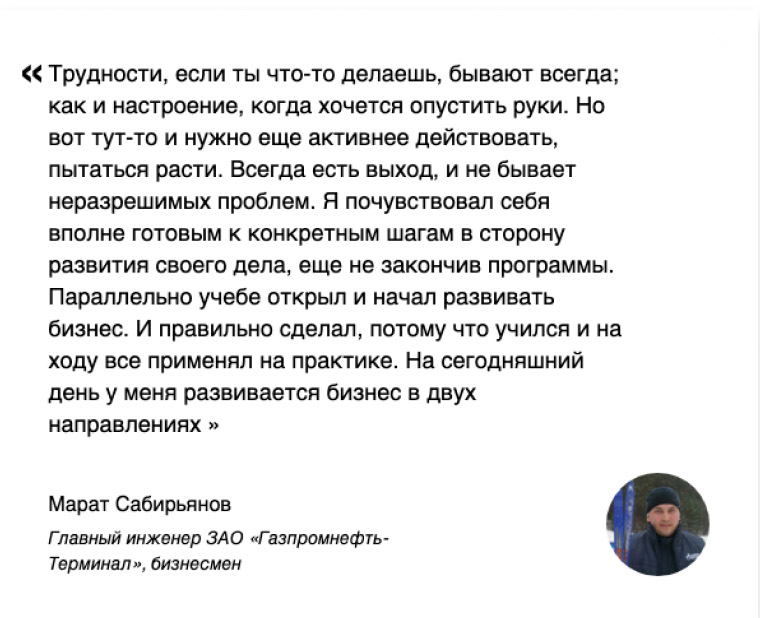 « Трудности, если ты что-то делаешь, бывают всегда;
как и настроение, когда хочется опустить руки. Но
вот тут-то и нужно еще активнее действовать,
пытаться расти. Всегда есть выход, и не бывает
неразрешимых проблем. Я почувствовал себя
вполне готовым к конкретным шагам в сторону
развития своего дела, еще не закончив программы.
Параллельно учебе открыл и начал развивать
бизнес. И правильно сделал, потому что учился и на
ходу все применял на практике. На сегодняшний
день у меня развивается бизнес в двух
направлениях »
Марат Сабирьянов
Главный инженер ЗАО «Газпромнефть-
Терминал», бизнесмен